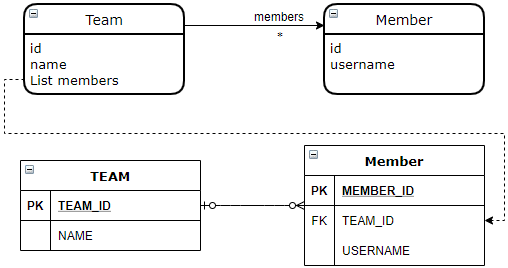 Team
id
name
List members
members
*
Member
id
username
TEAM
PK TEAM_ID
NAME
Member
PK MEMBER_ID
FK TEAM_ID
USERNAME